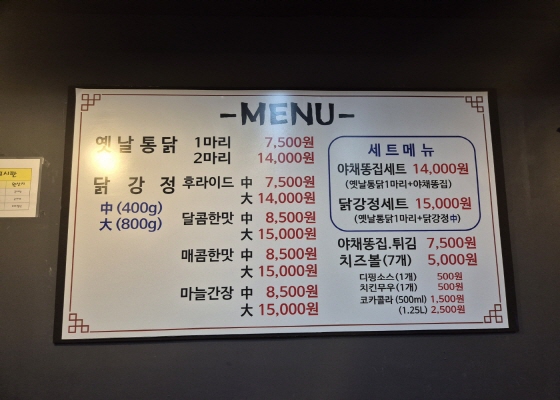 -MENU-
옛날통닭 1마리 7,500원
2마리 14,000원
닭강정 후라이드 中 7,500원
中 (400g) 大 14,000원
大 (800g) 달콤한맛 中 8,500원
大 15,000원
매콤한맛 中 8,500원
大 15,000원
마늘간장 中 8,500원
大 15,000원
세트메뉴
야채똥집세트 14,000원
(옛날통닭1마리+야채똥집)
닭강정세트 15,000원
(옛날통닭1마리+닭강정中)
야채똥집.튀김 7,500원
치즈볼(7개) 5,000원
디핑소스(1개) 500원
치킨무우(1개) 500원
코카콜라 (500ml) 1,500원
(1.25L) 2,500원